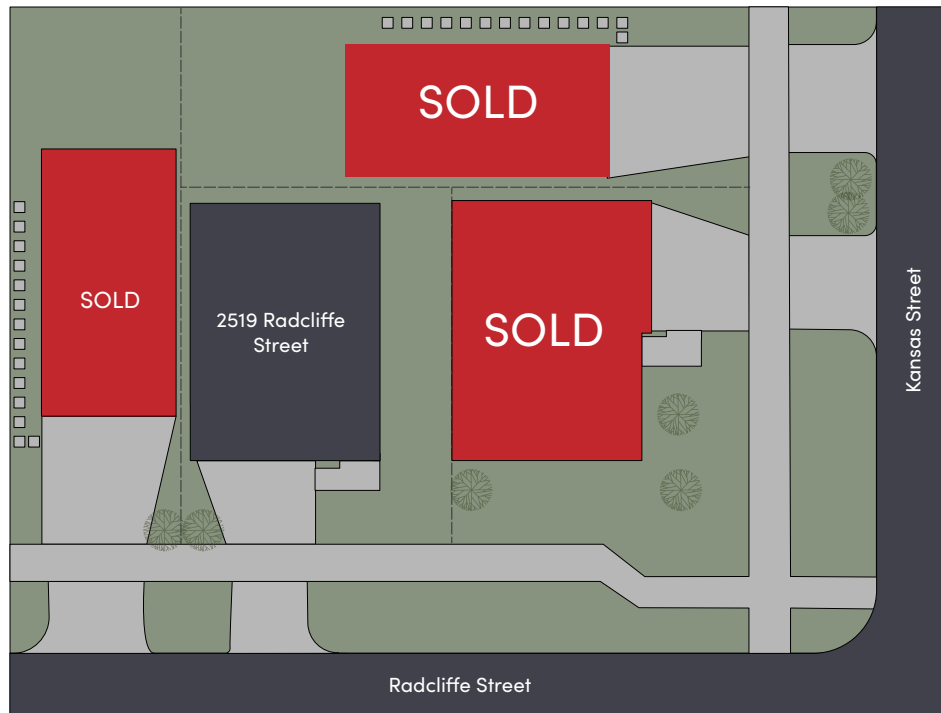 SOLD
SOLD
2519 Radcliffe
Street
SOLD
Kansas Street
Radcliffe Street